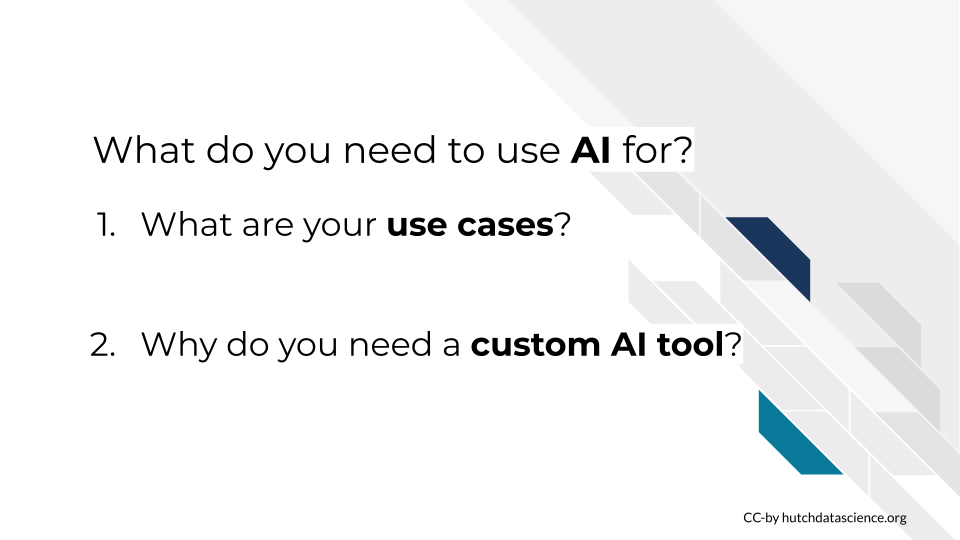 What do you need to use AI for?
1. What are your use cases?
2. Why do you need a custom AI tool?
CC-by hutchdatascience.org